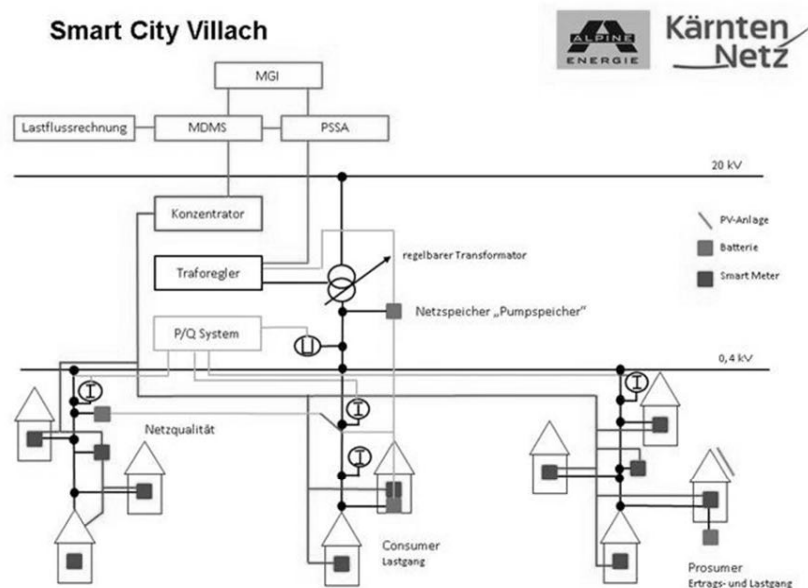 Smart City Villach
ALPINE
ENERGIE
Kärnten
Netz
MGI
Lastflussrechnung
MDMS
PSSA
20 kV
Konzentrator
PV-Anlage
Batterie
Smart Meter
Traforegler
regelbarer Transformator
Netzspeicher „Pumpspeicher“
P/Q System
U
0,4 kV
I
I
I
I
Netzqualität
Consumer
Lastgang
Prosumer
Ertrags- und Lastgang